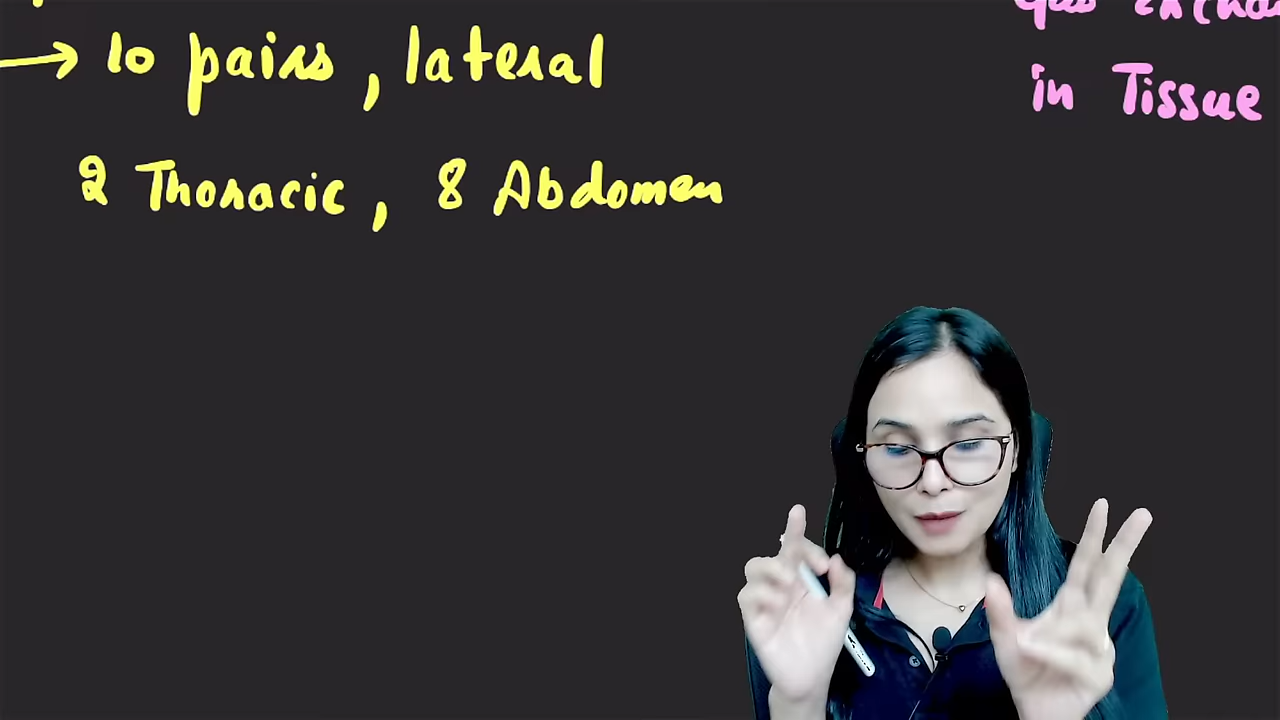 → 10 pairs, lateral
2 Thoracic, 8 Abdomen
in Tissue